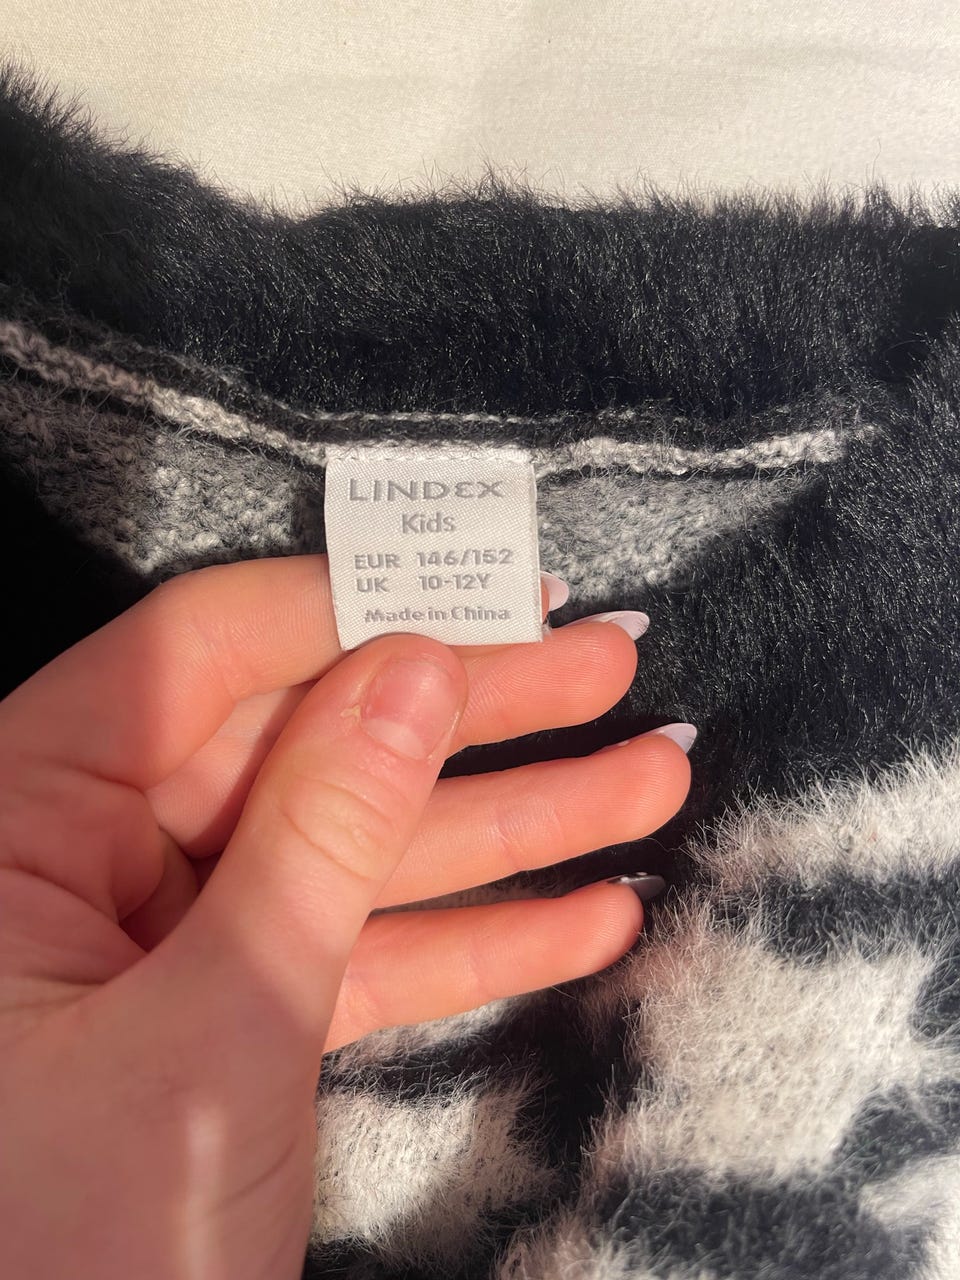 LINDEX
Kids
EUR 146/152
UK 10-12Y
Made in China